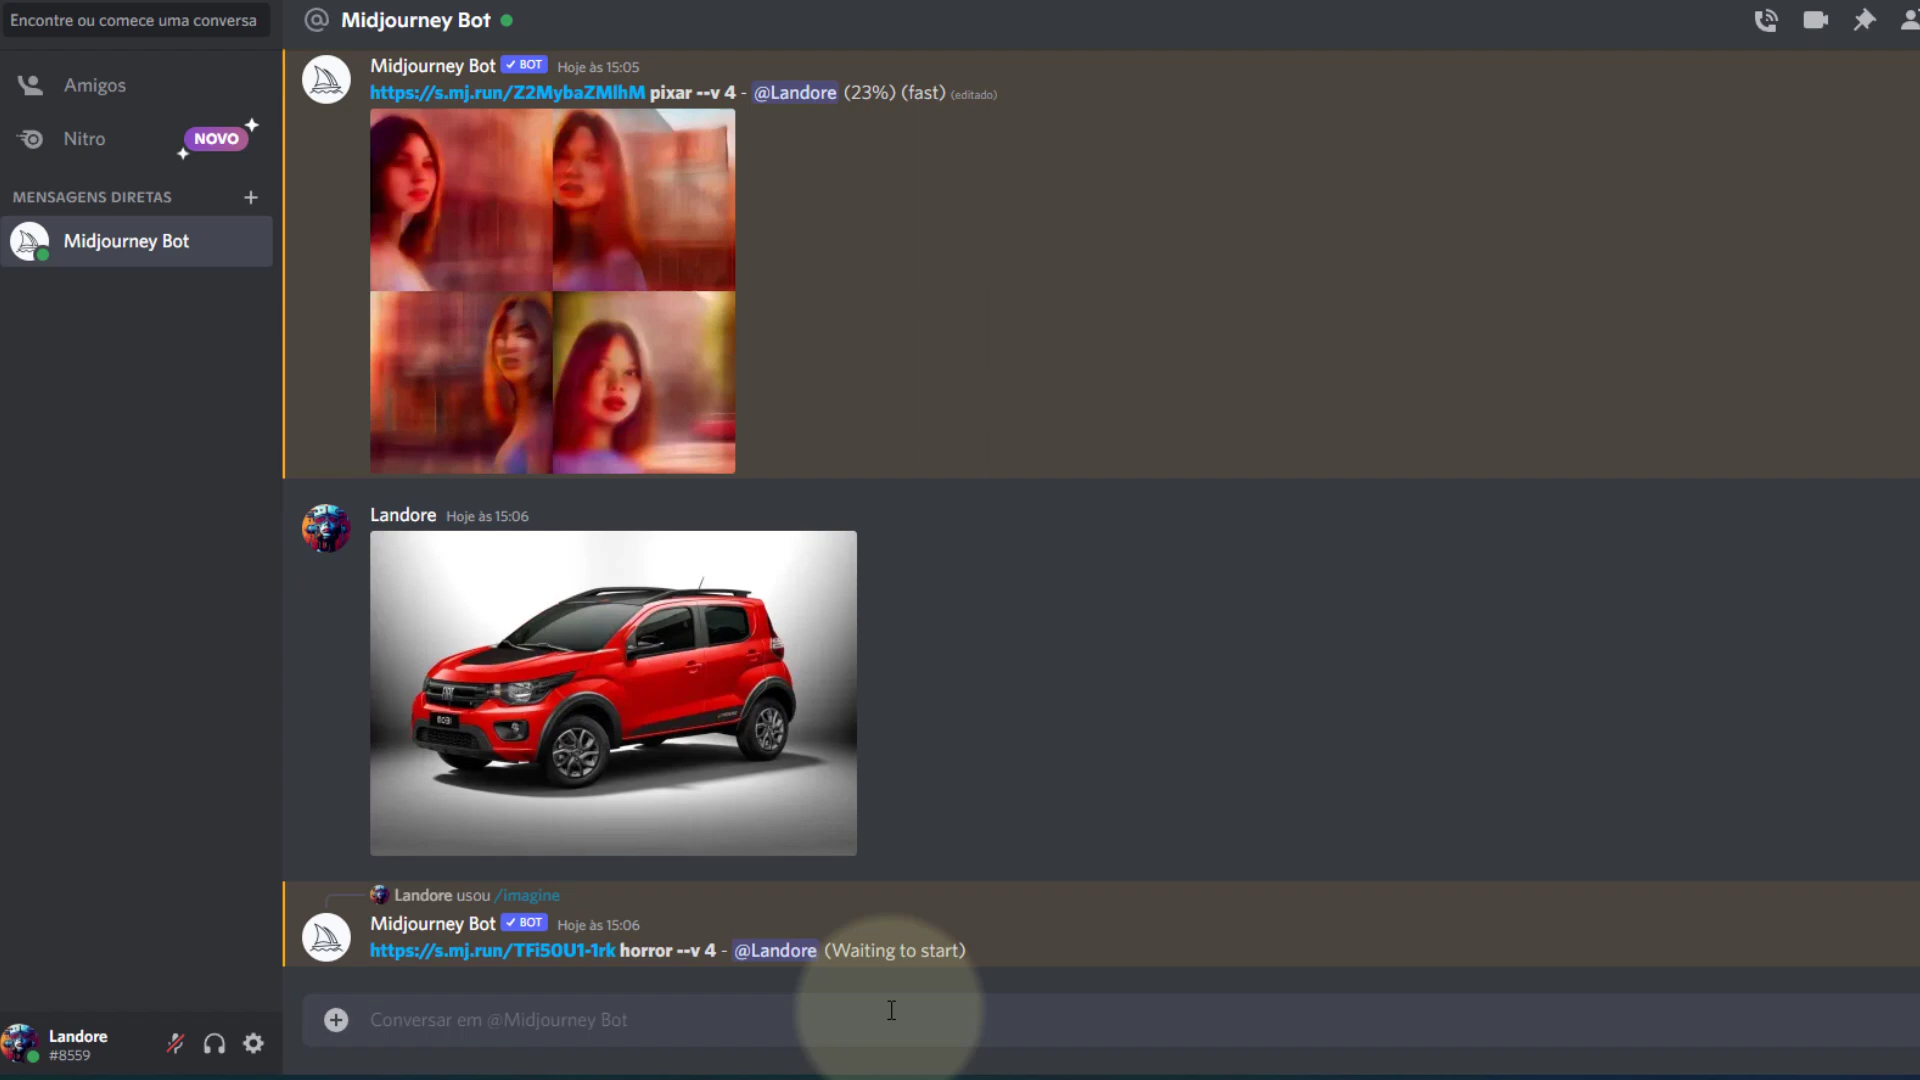 Encontre ou comece uma conversa
Midjourney Bot
Amigos
Nitro
NOVO
MENSAGENS DIRETAS
Midjourney Bot
Midjourney Bot BOT Hoje às 15:05
https://s.mj.run/Z2MybaZMlhM pixar --v 4 - @Landore (23%) (fast) (editado)
Landore Hoje às 15:06
FIAT
MOBI
Landore usou /imagine
Midjourney Bot BOT Hoje às 15:06
https://s.mj.run/TFi50U1-1rk horror --v 4 - @Landore (Waiting to start)
Conversar em @Midjourney Bot
Landore
#8559